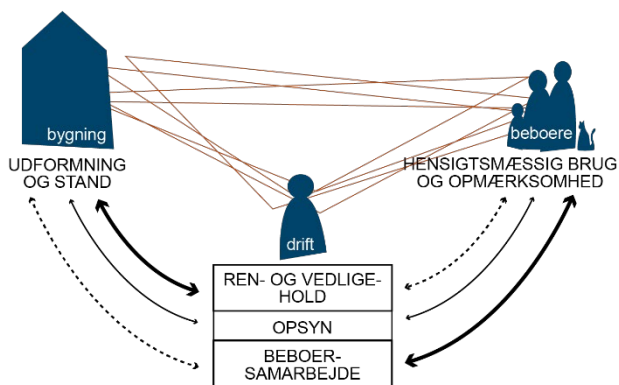 bygning
beboere
UDFORMNING
OG STAND
HENSIGTSMÆSSIG BRUG
OG OPMÆRKSOMHED
drift
REN- OG VEDLIGE-
HOLD
OPSYN
BEBOER-
SAMARBEJDE